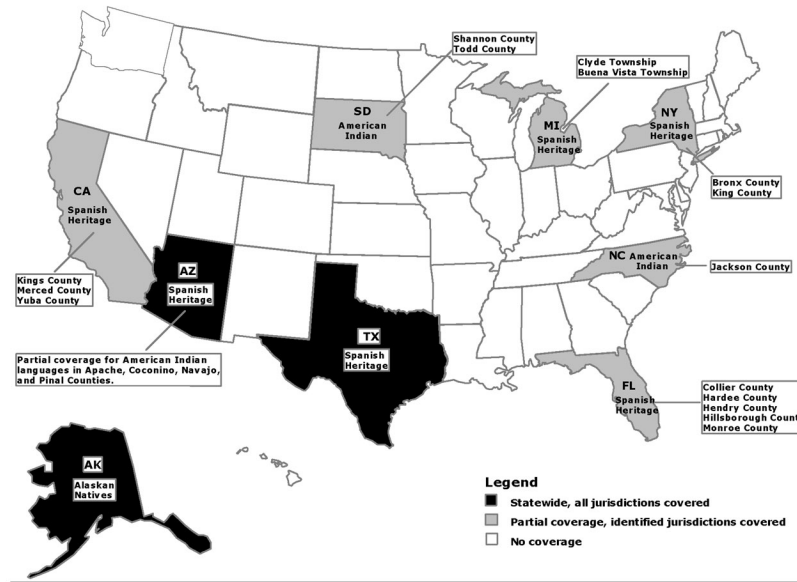 Shannon County
Todd County
Clyde Township
Buena Vista Township
SD
American
Indian
MI
Spanish
Heritage
NY
Spanish
Heritage
Bronx County
King County
CA
Spanish
Heritage
Kings County
Merced County
Yuba County
AZ
Spanish
Heritage
Partial coverage for American Indian
languages in Apache, Coconino, Navajo,
and Pinal Counties.
TX
Spanish
Heritage
NC American
Indian
Jackson County
FL
Spanish
Heritage
Collier County
Hardee County
Hendry County
Hillsborough Count
Monroe County
AK
Alaskan
Natives
Legend
Statewide, all jurisdictions covered
Partial coverage, identified jurisdictions covered
No coverage